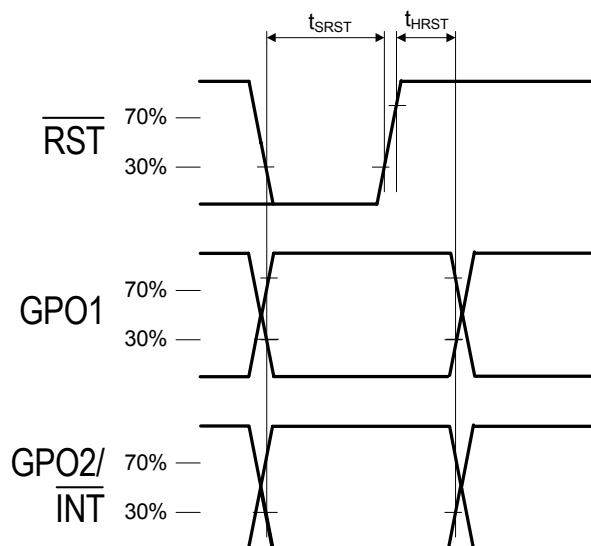 tSRST
tHRST
RST
70%
30%
GPO1
70%
30%
GPO2/
INT
70%
30%